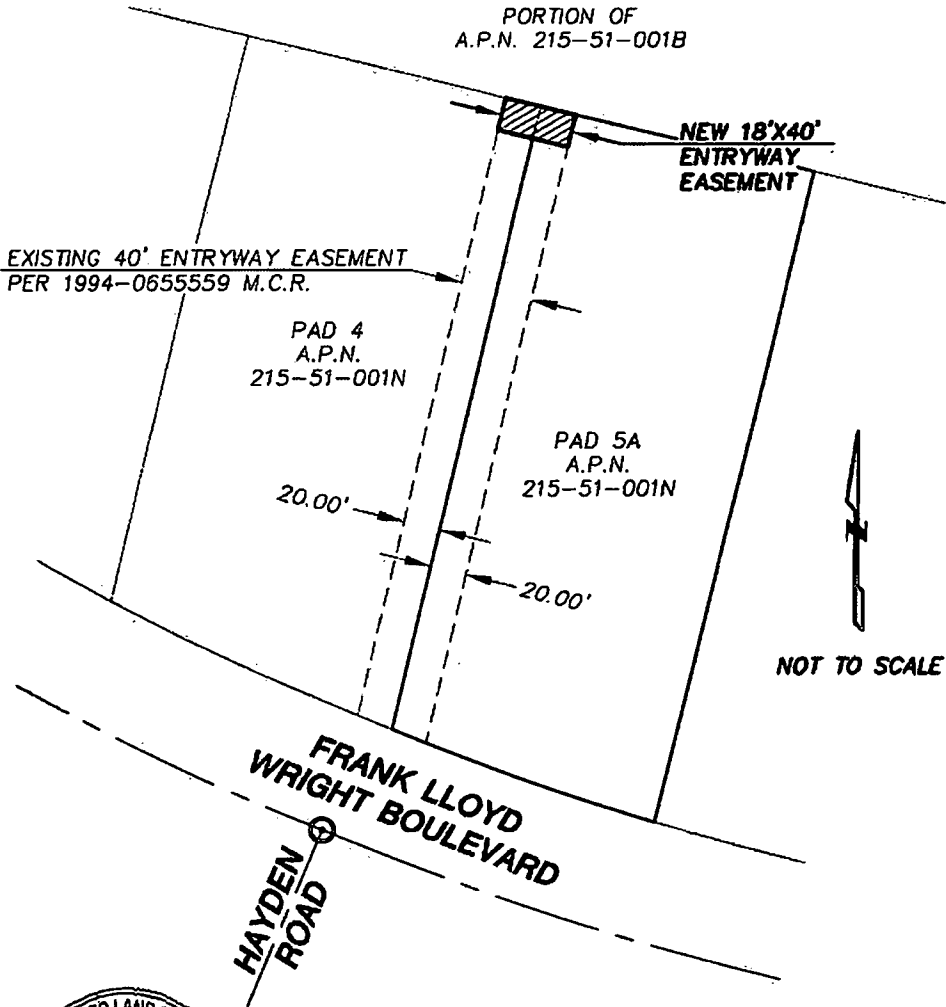 PORTION OF
A.P.N. 215-51-001B
NEW 18'X40'
ENTRYWAY
EASEMENT
EXISTING 40' ENTRYWAY EASEMENT
PER 1994-0655559 M.C.R.
PAD 4
A.P.N.
215-51-001N
PAD 5A
A.P.N.
215-51-001N
20.00'
20.00'
N
NOT TO SCALE
FRANK LLOYD
WRIGHT BOULEVARD
HAYDEN
ROAD